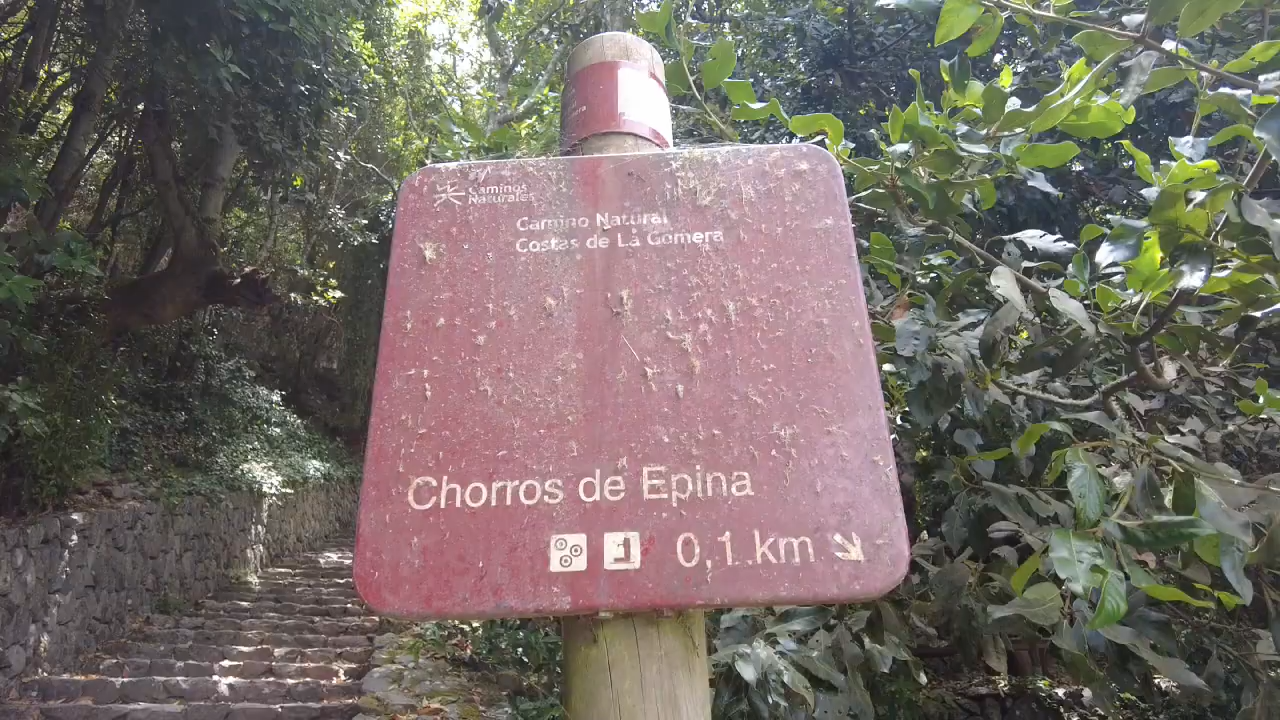 Caminos
Naturales
Camino Natural
Costas de La Gomera
Chorros de Epina
0,1 km